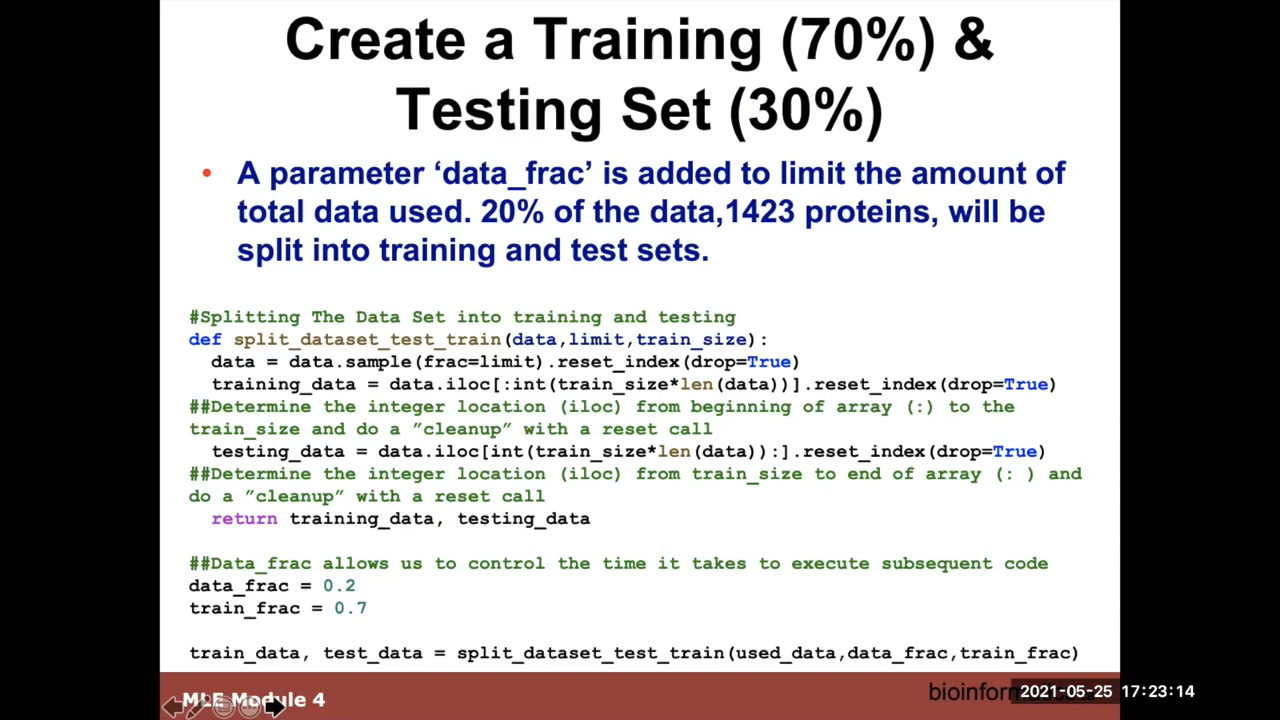 Create a Training (70%) &
Testing Set (30%)
• A parameter ‘data_frac’ is added to limit the amount of
total data used. 20% of the data,1423 proteins, will be
split into training and test sets.
#Splitting The Data Set into training and testing
def split_dataset_test_train(data,limit,train_size):
  data = data.sample(frac=limit).reset_index(drop=True)
  training_data = data.iloc[:int(train_size*len(data))].reset_index(drop=True)
##Determine the integer location (iloc) from beginning of array (:) to the
train_size and do a ”cleanup” with a reset call
  testing_data = data.iloc[int(train_size*len(data)):].reset_index(drop=True)
##Determine the integer location (iloc) from train_size to end of array (: ) and
do a ”cleanup” with a reset call
  return training_data, testing_data
##Data_frac allows us to control the time it takes to execute subsequent code
data_frac = 0.2
train_frac = 0.7
train_data, test_data = split_dataset_test_train(used_data,data_frac,train_frac)
MLE Module 4
2021-05-25 17:23:14